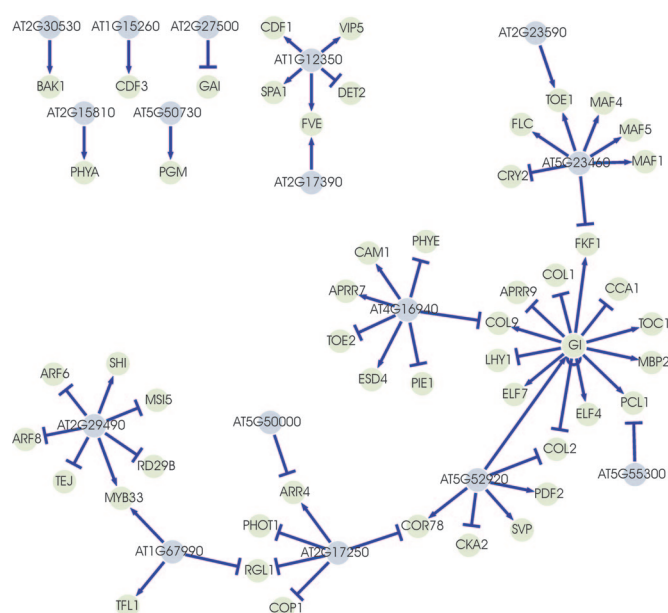 AT2G30530
AT1G15260
AT2G27500
CDF1
VIP5
AT2G23590
AT1G12350
BAK1
CDF3
GAI
SPA1
DET2
TOE1
MAF4
AT2G15810
AT5G50730
FVE
FLC
MAF5
AT5G23460
MAF1
PHYA
PGM
AT2G17390
CRY2
PHYE
FKF1
CAM1
COL1
APRR7
APRR9
CCA1
AT4G16940
COL9
TOC1
TOE2
GI
LHY1
MBP2
ESD4
PIE1
SHI
ARF6
ELF7
PCL1
MSI5
ELF4
AT2G29490
AT5G50000
ARF8
COL2
RD29B
AT5G52920
AT5G55300
TEJ
MYB33
ARR4
PDF2
PHOT1
COR78
SVP
AT1G67990
AT2G17250
CKA2
RGL1
TFL1
COP1